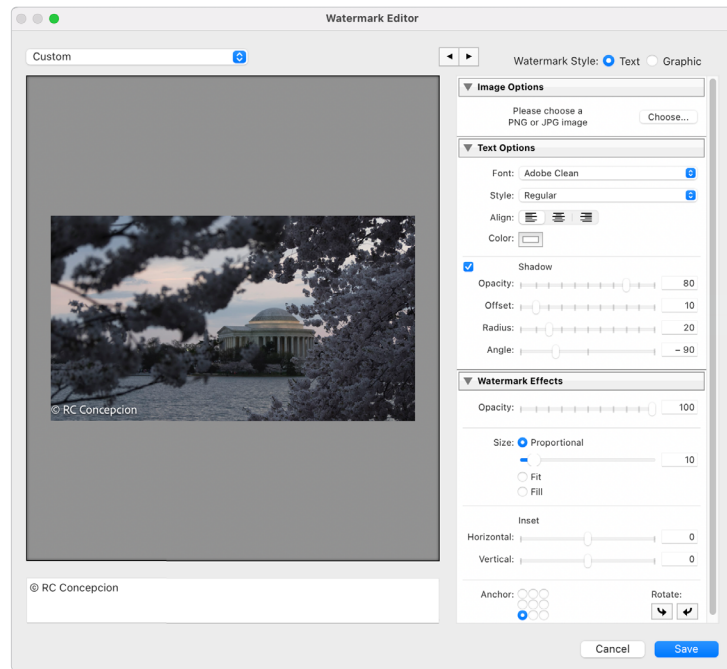 Watermark Editor
Custom
Watermark Style: Text Graphic
Image Options
Please choose a
PNG or JPG image
Choose...
Text Options
Font: Adobe Clean
Style: Regular
Align:
Color:
Shadow
Opacity: 80
Offset: 10
Radius: 20
Angle: – 90
Watermark Effects
Opacity: 100
Size: Proportional
10
Fit
Fill
Inset
Horizontal: 0
Vertical: 0
Anchor: Rotate:
© RC Concepcion
© RC Concepcion
Cancel Save